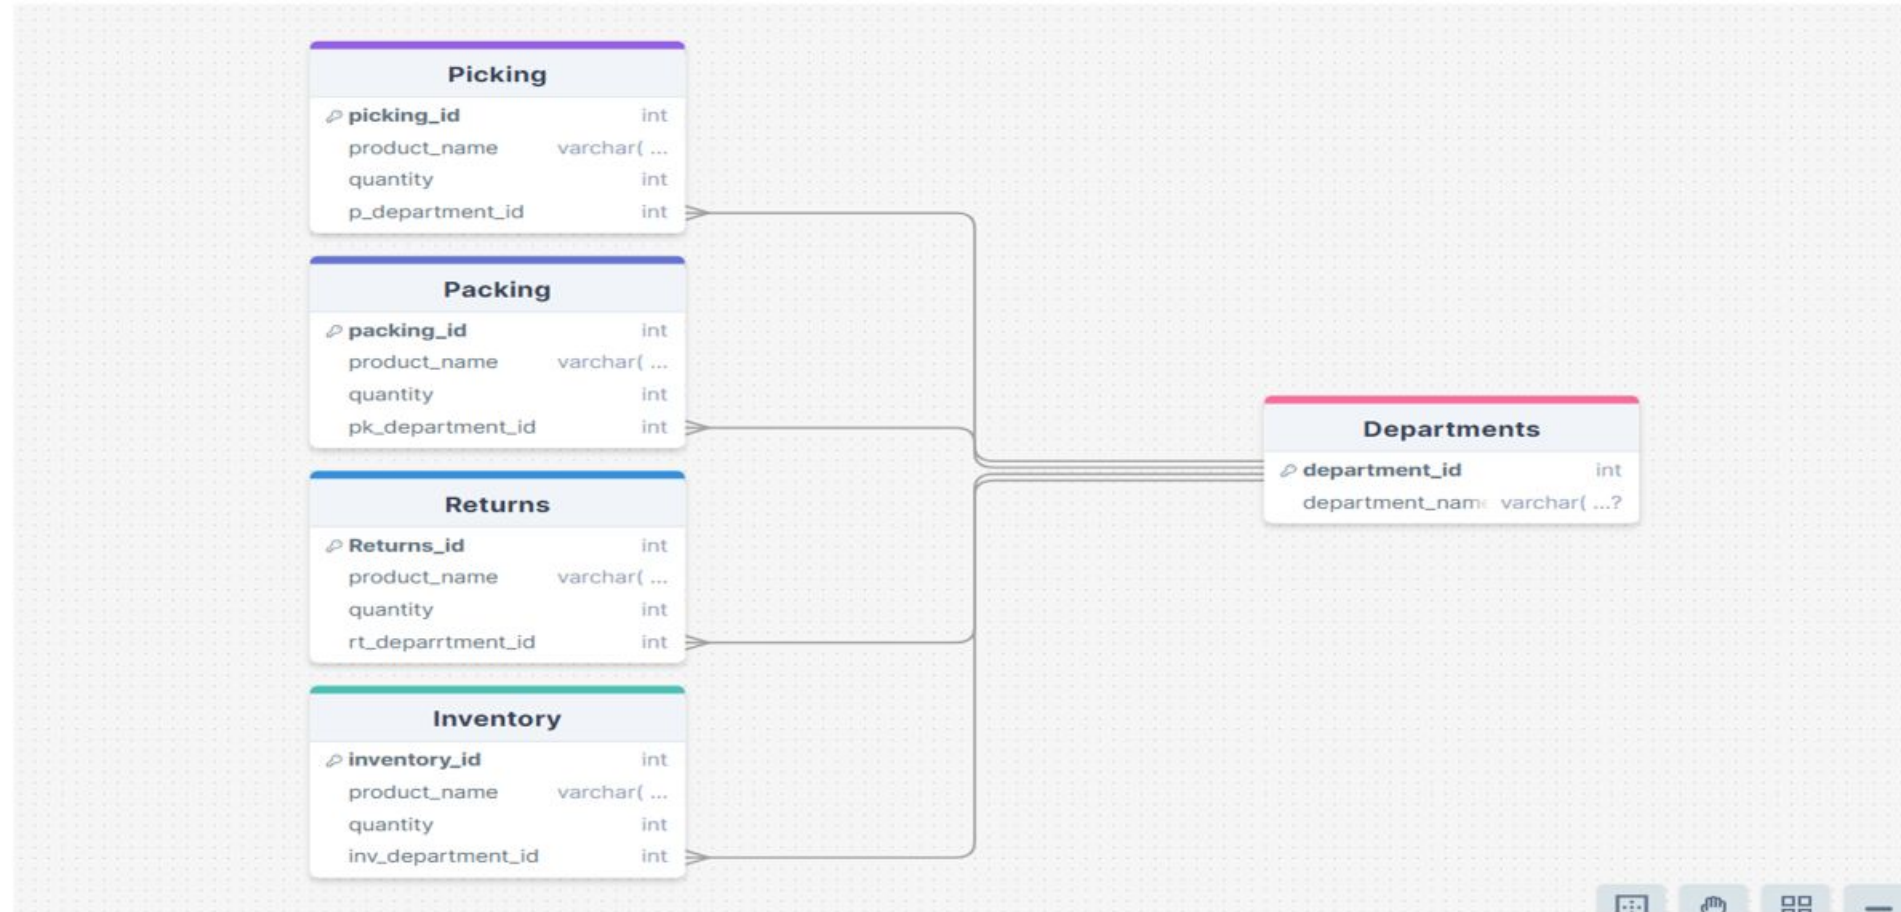 Picking
picking_id int
product_name varchar( ...
quantity int
p_department_id int
Packing
packing_id int
product_name varchar( ...
quantity int
pk_department_id int
Returns
Returns_id int
product_name varchar( ...
quantity int
rt_deparrtment_id int
Inventory
inventory_id int
product_name varchar( ...
quantity int
inv_department_id int
Departments
department_id int
department_nam varchar( ...?